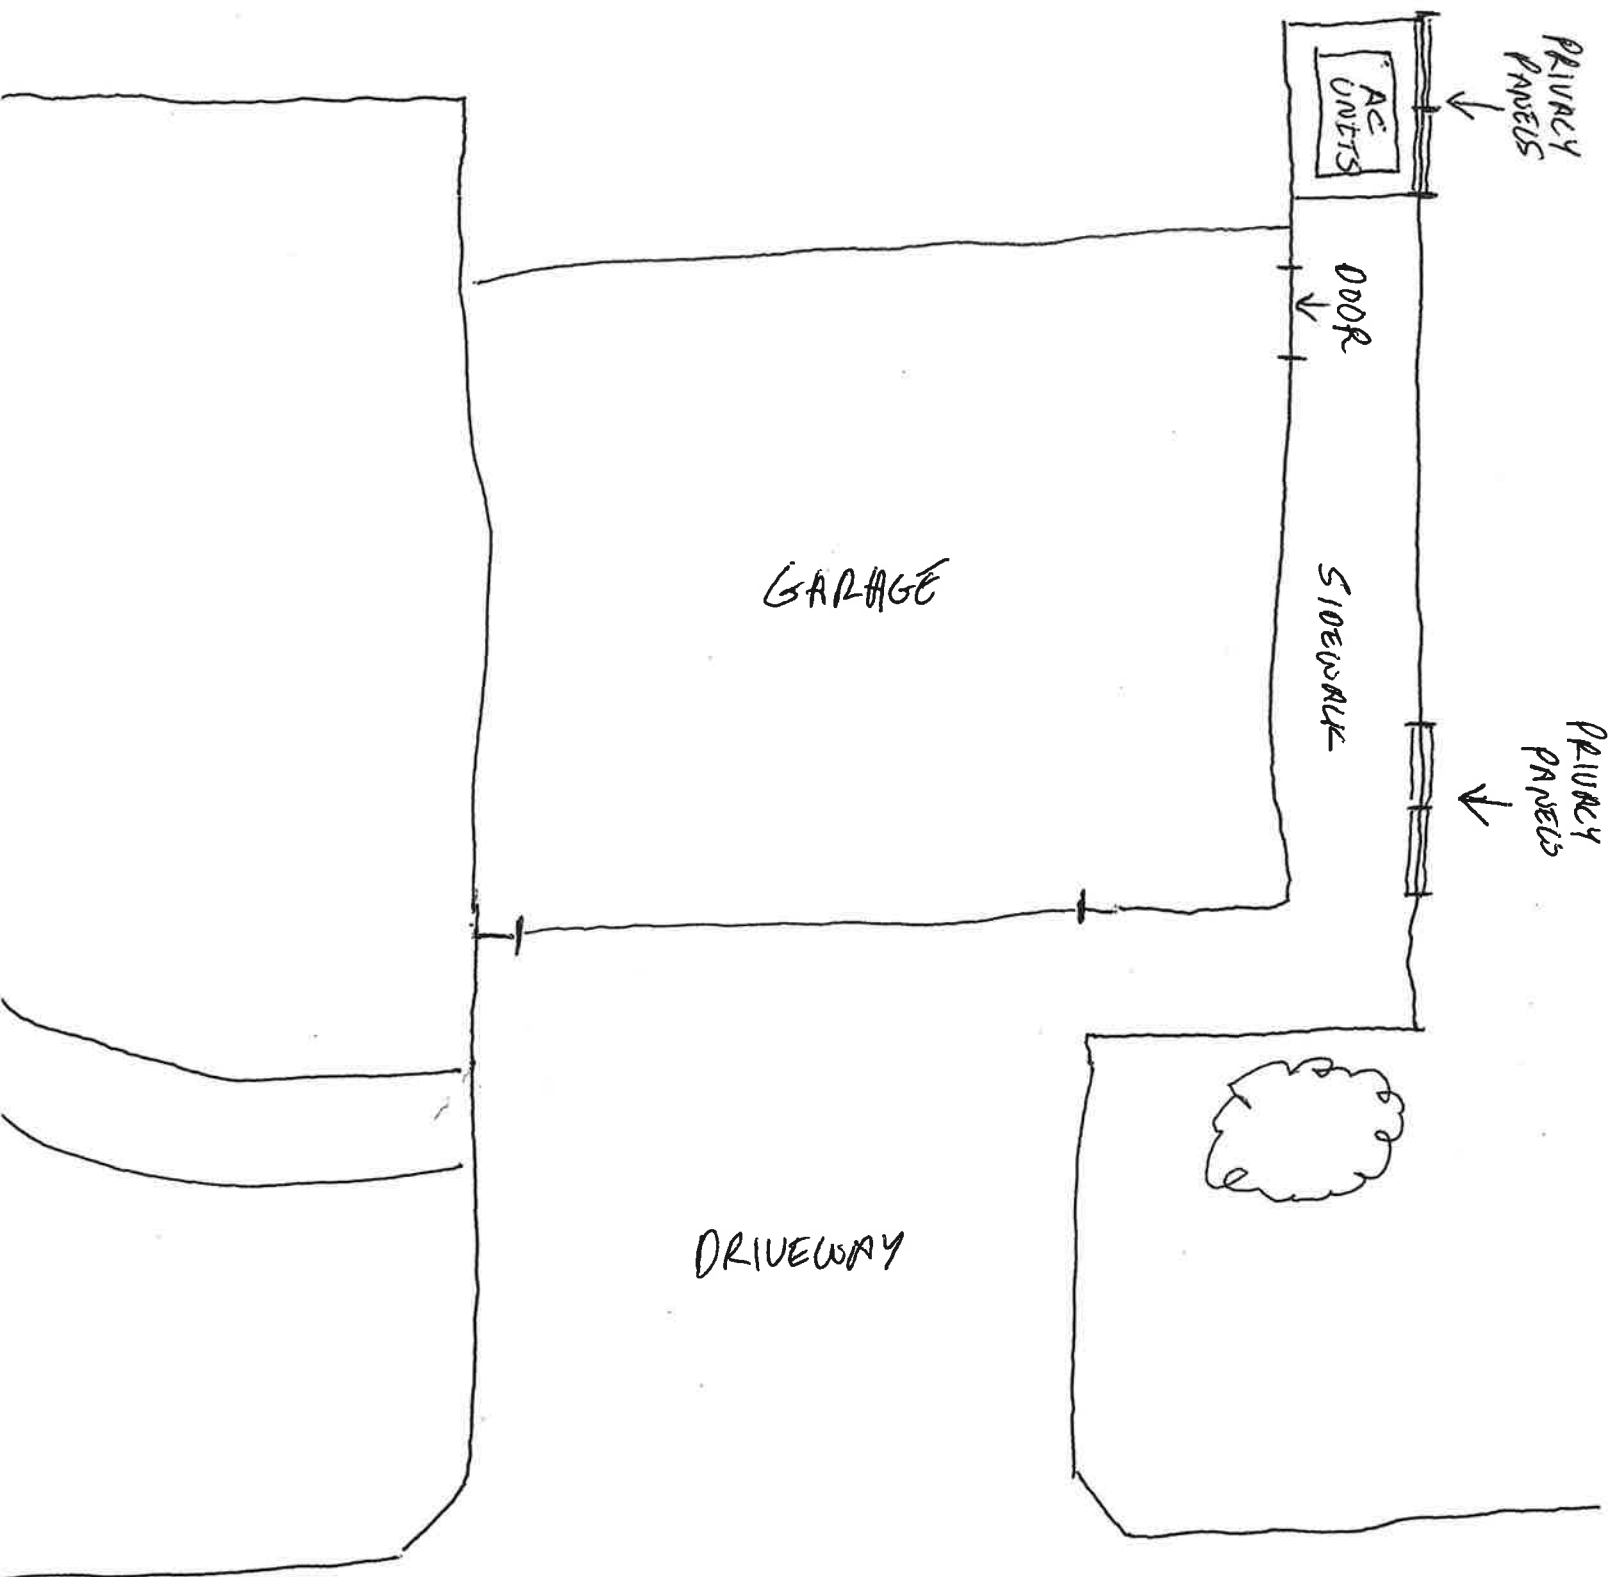 PRIVACY
PANELS
AC
UNITS
DOOR
GARAGE
SIDEWALK
PRIVACY
PANELS
DRIVEWAY